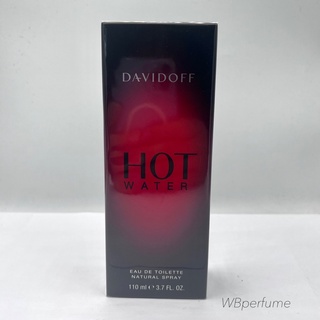 DAVIDOFF
HOT
WATER
EAU DE TOILETTE
NATURAL SPRAY
110 ml e 3.7 FL. OZ
WBperfume